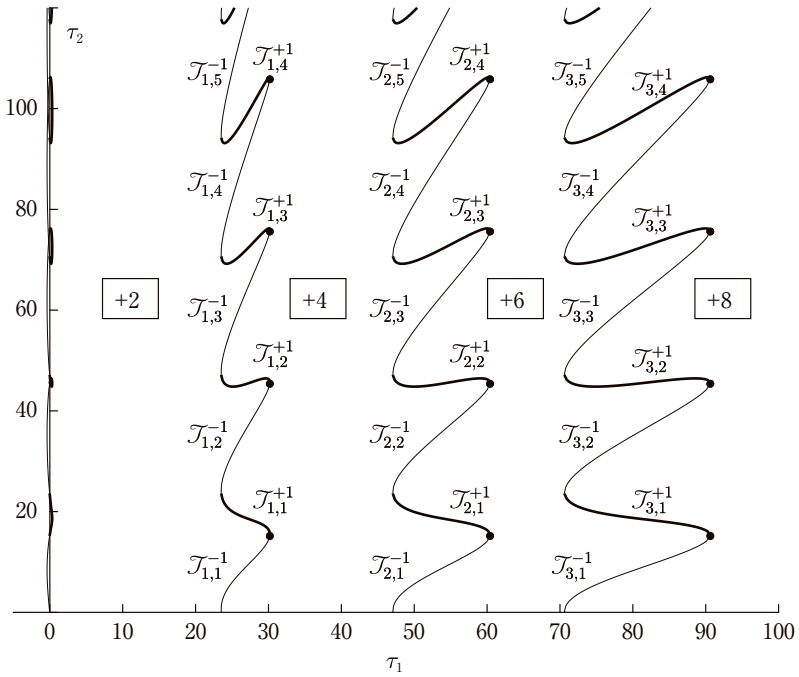 τ₂
𝒯₁,₅⁻¹ 𝒯₁,₄⁺¹ 𝒯₂,₅⁻¹ 𝒯₂,₄⁺¹ 𝒯₃,₅⁻¹ 𝒯₃,₄⁺¹
100
𝒯₁,₄⁻¹ 𝒯₂,₄⁻¹ 𝒯₃,₄⁻¹
80 𝒯₁,₃⁺¹ 𝒯₂,₃⁺¹ 𝒯₃,₃⁺¹
+2 +4 +6 +8
60 𝒯₁,₃⁻¹ 𝒯₂,₃⁻¹ 𝒯₃,₃⁻¹
𝒯₁,₂⁺¹ 𝒯₂,₂⁺¹ 𝒯₃,₂⁺¹
40
𝒯₁,₂⁻¹ 𝒯₂,₂⁻¹ 𝒯₃,₂⁻¹
20 𝒯₁,₁⁺¹ 𝒯₂,₁⁺¹ 𝒯₃,₁⁺¹
𝒯₁,₁⁻¹ 𝒯₂,₁⁻¹ 𝒯₃,₁⁻¹
0 10 20 30 40 50 60 70 80 90 100
τ₁